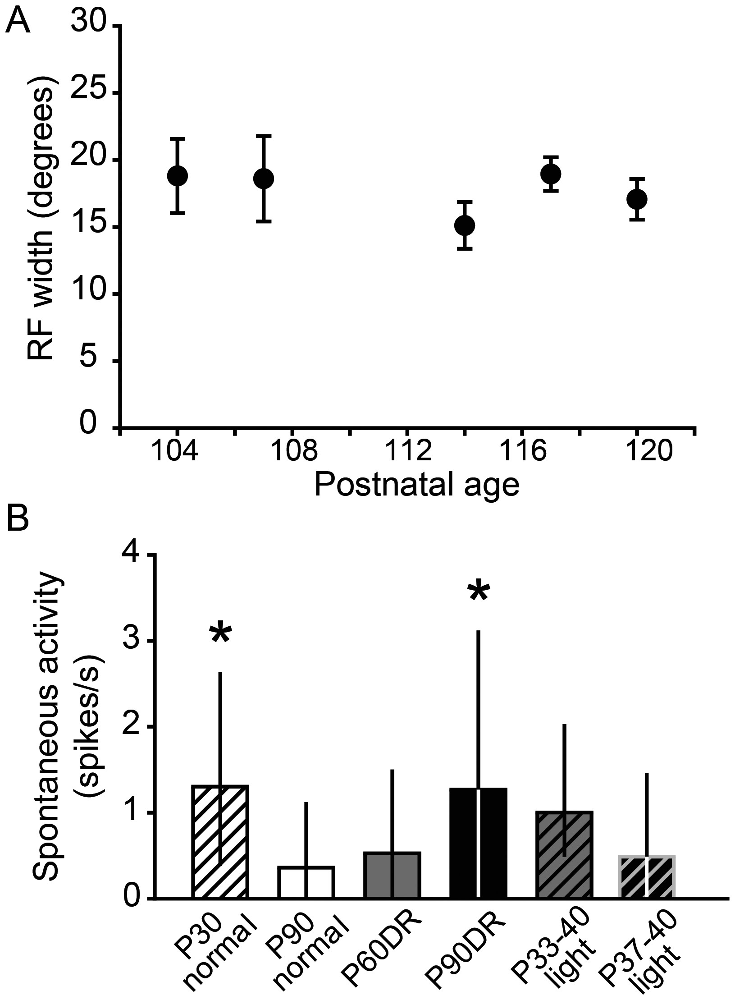 A
30
25
20
15
10
5
0
RF width (degrees)
104 108 112 116 120
Postnatal age
B
4
3
2
1
0
Spontaneous activity
(spikes/s)
*
*
P30
normal
P90
normal
P60DR
P90DR
P33-40
light
P37-40
light